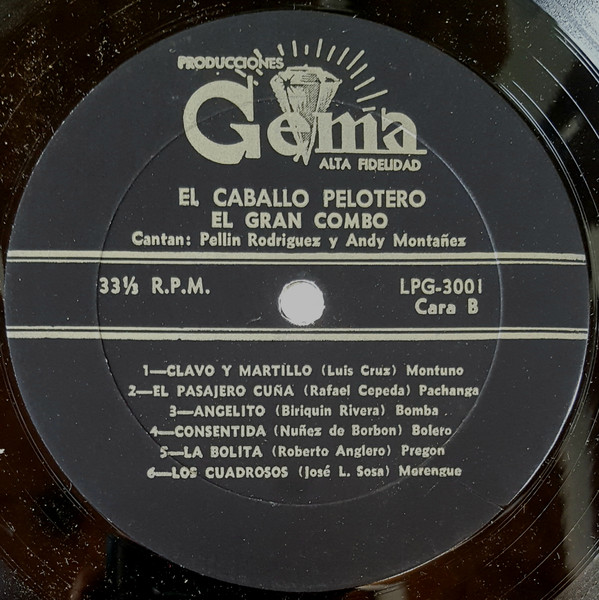 PRODUCCIONES
Gema
ALTA FIDELIDAD
EL CABALLO PELOTERO
EL GRAN COMBO
Cantan: Pellin Rodriguez y Andy Montañez
33⅓ R.P.M.
LPG-3001
Cara B
1—CLAVO Y MARTILLO (Luis Cruz) Montuno
2—EL PASAJERO CUÑA (Rafael Cepeda) Pachanga
3—ANGELITO (Biriquin Rivera) Bomba
4—CONSENTIDA (Nuñez de Borbon) Bolero
5—LA BOLITA (Roberto Anglero) Pregon
6—LOS CUADROSOS (José L. Sosa) Merengue